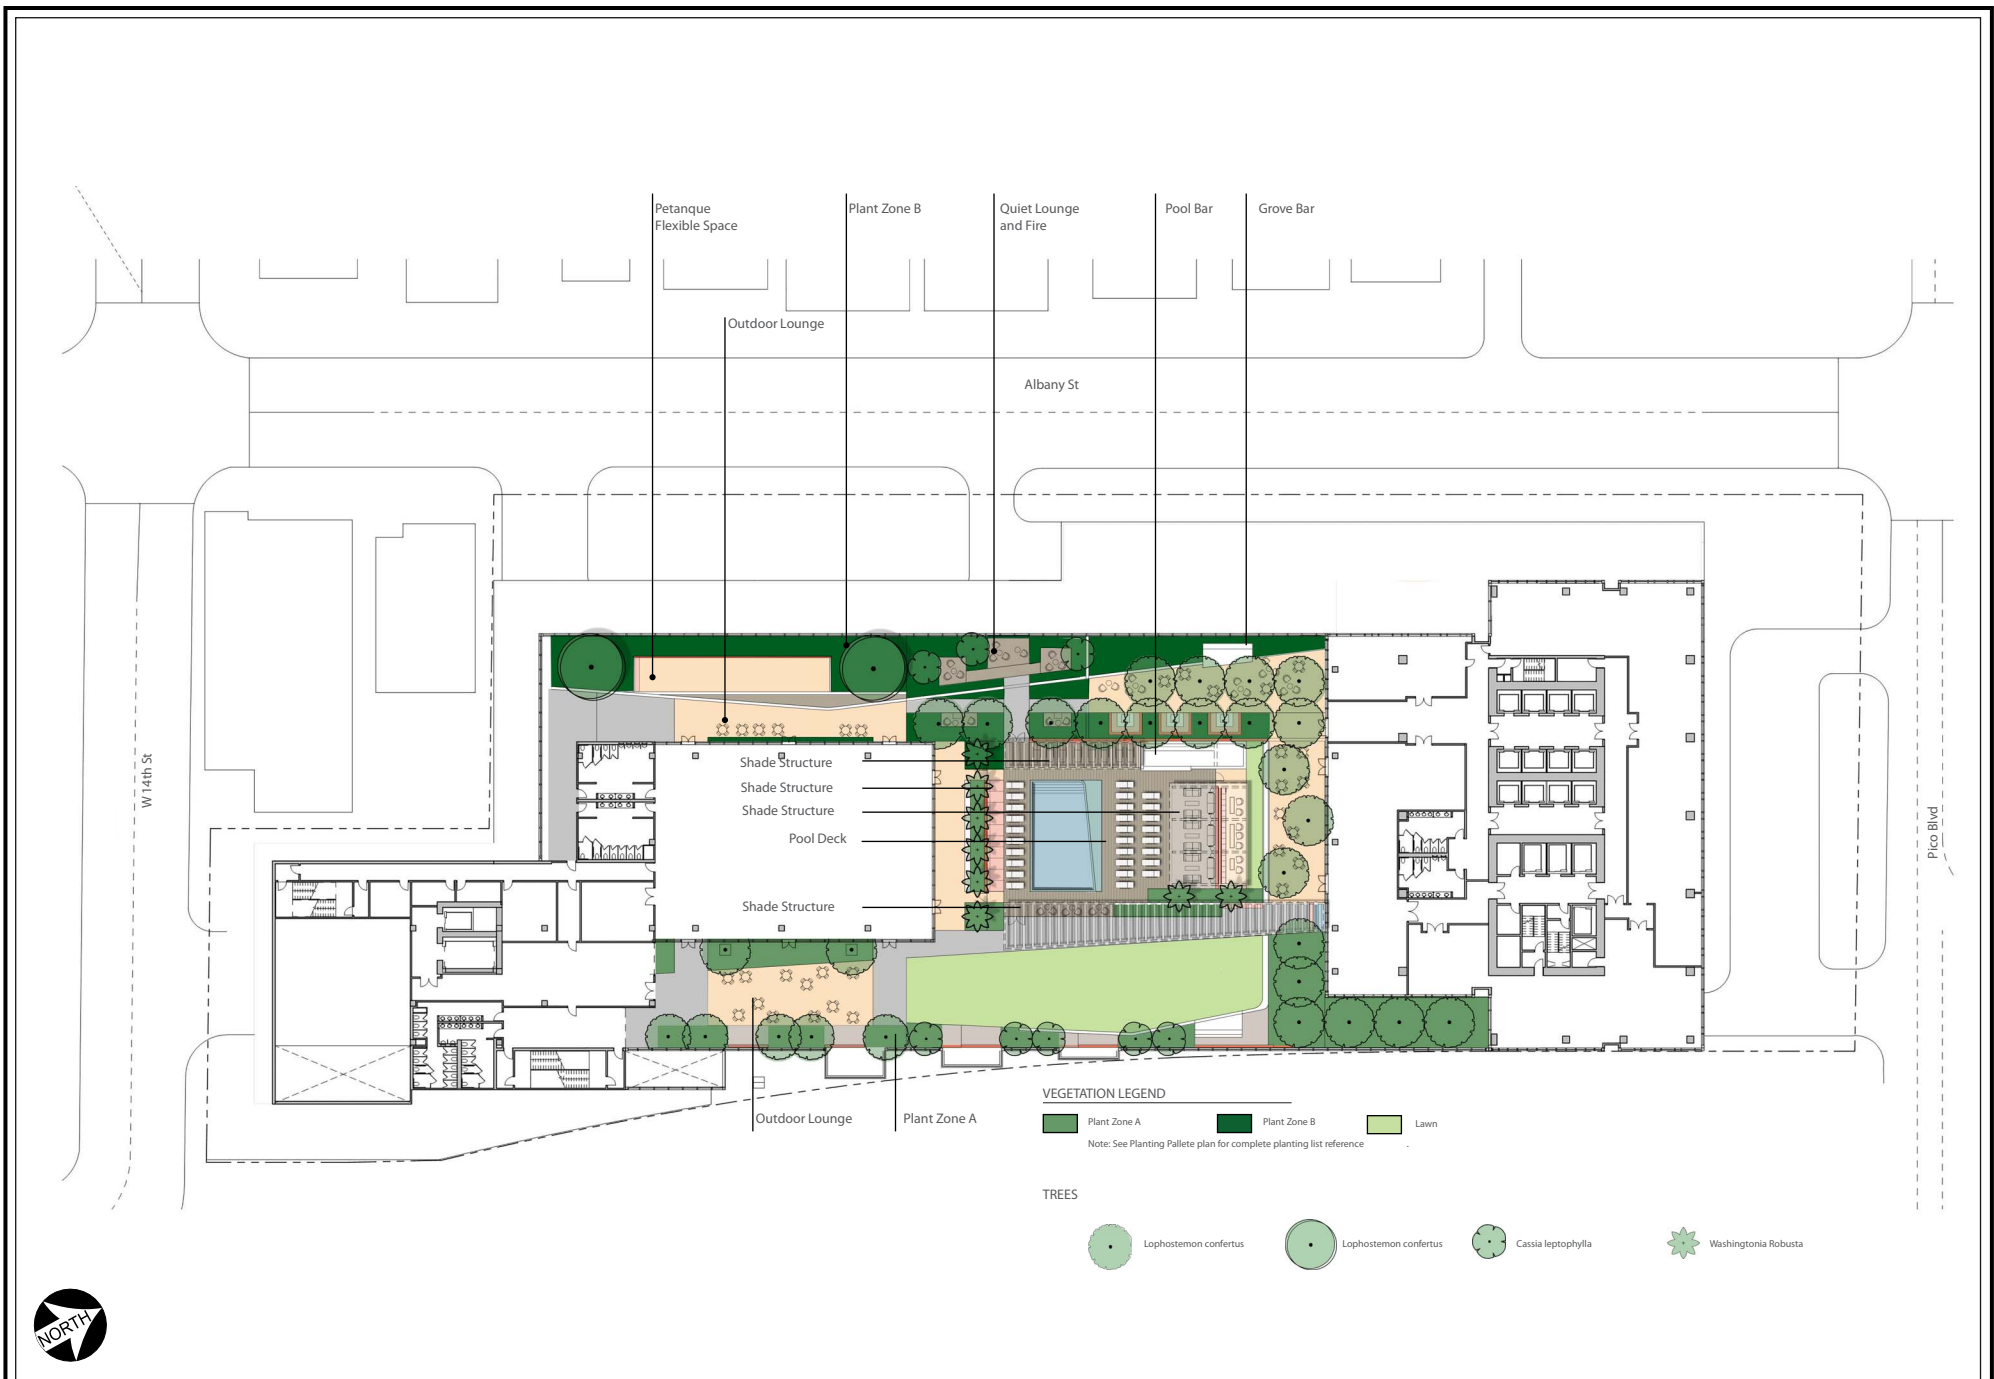 Petanque
Flexible Space
Plant Zone B
Quiet Lounge
and Fire
Pool Bar
Grove Bar
Outdoor Lounge
Albany St
W 14th St
Pico Blvd
Shade Structure
Shade Structure
Shade Structure
Pool Deck
Shade Structure
Outdoor Lounge
Plant Zone A
VEGETATION LEGEND
Plant Zone A
Plant Zone B
Lawn
Note: See Planting Pallete plan for complete planting list reference
TREES
Lophostemon confertus
Lophostemon confertus
Cassia leptophylla
Washingtonia Robusta
NORTH